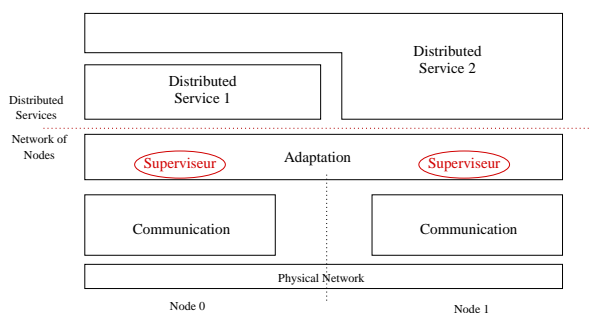 Distributed
Service 2
Distributed
Service 1
Distributed
Services
Network of
Nodes
Superviseur
Adaptation
Superviseur
Communication
Communication
Physical Network
Node 0
Node 1